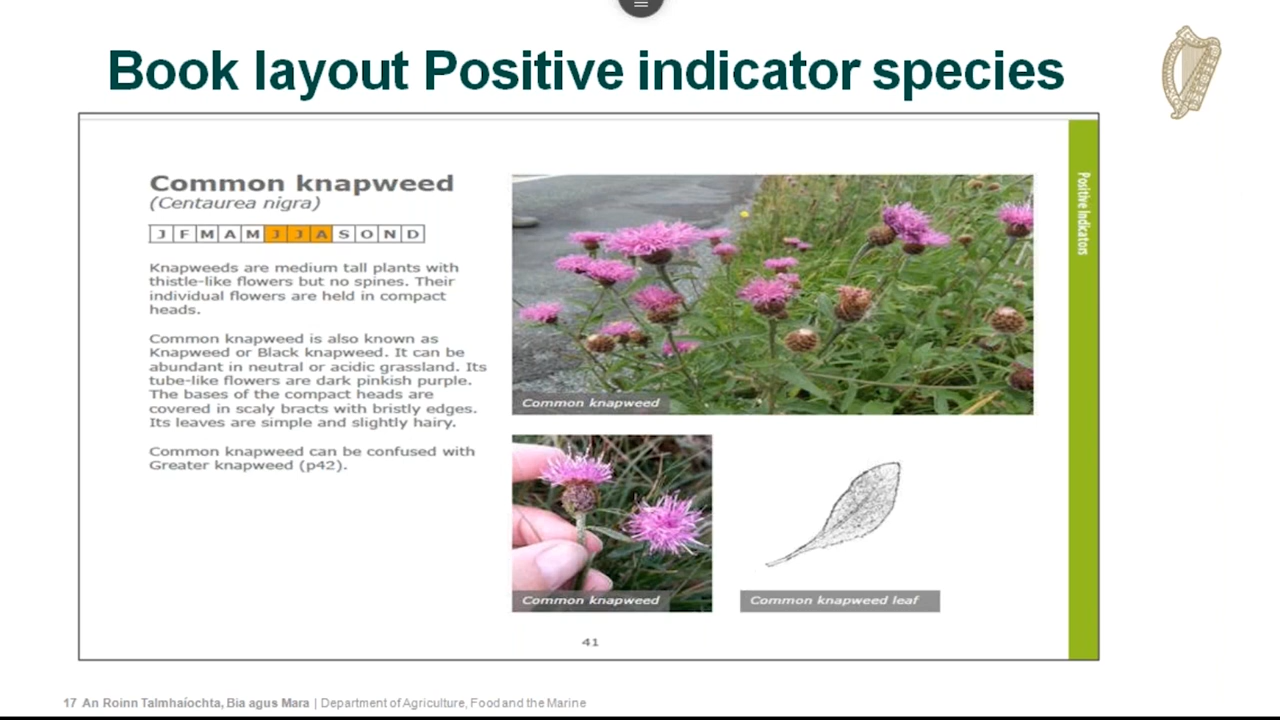 Book layout Positive indicator species
Common knapweed
(Centaurea nigra)
J F M A M J J A S O N D
Knapweeds are medium tall plants with
thistle-like flowers but no spines. Their
individual flowers are held in compact
heads.
Common knapweed is also known as
Knapweed or Black knapweed. It can be
abundant in neutral or acidic grassland. Its
tube-like flowers are dark pinkish purple.
The bases of the compact heads are
covered in scaly bracts with bristly edges.
Its leaves are simple and slightly hairy.
Common knapweed can be confused with
Greater knapweed (p42).
Common knapweed
Common knapweed
Common knapweed leaf
Positive Indicators
41
17 An Roinn Talmhaíochta, Bia agus Mara | Department of Agriculture, Food and the Marine